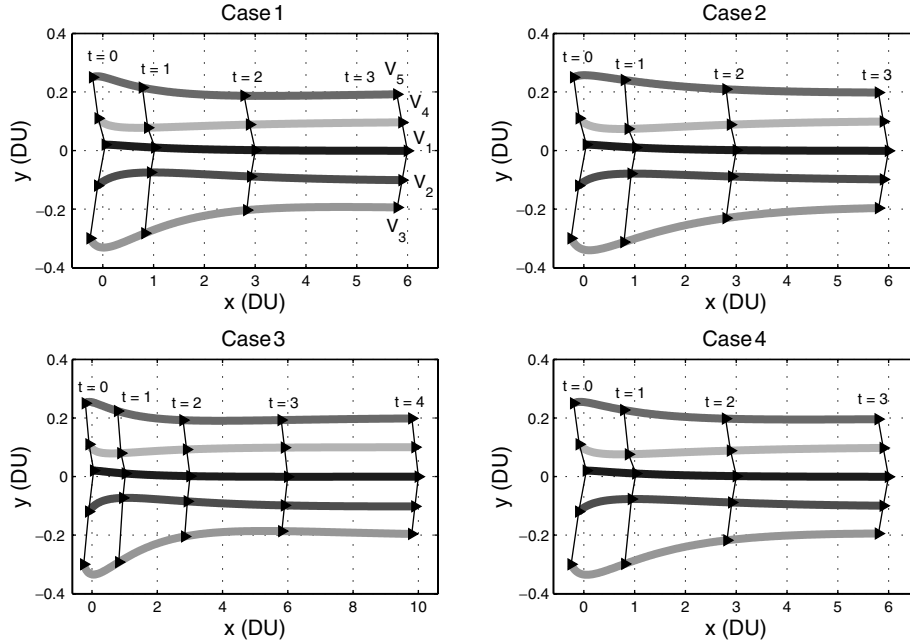 Case 1
0.4
0.2
0
−0.2
−0.4
y (DU)
t = 0
t = 1
t = 2
t = 3
V5
V4
V1
V2
V3
0 1 2 3 4 5 6
x (DU)
Case 2
0.4
0.2
0
−0.2
−0.4
y (DU)
t = 0
t = 1
t = 2
t = 3
0 1 2 3 4 5 6
x (DU)
Case 3
0.4
0.2
0
−0.2
−0.4
y (DU)
t = 0
t = 1
t = 2
t = 3
t = 4
0 2 4 6 8 10
x (DU)
Case 4
0.4
0.2
0
−0.2
−0.4
y (DU)
t = 0
t = 1
t = 2
t = 3
0 1 2 3 4 5 6
x (DU)